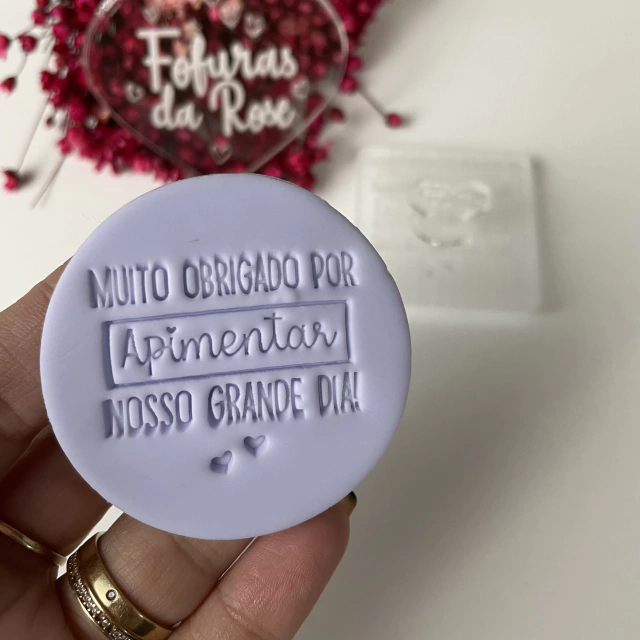 Fofuras
da Rose
MUITO OBRIGADO POR
Apimentar
NOSSO GRANDE DIA!